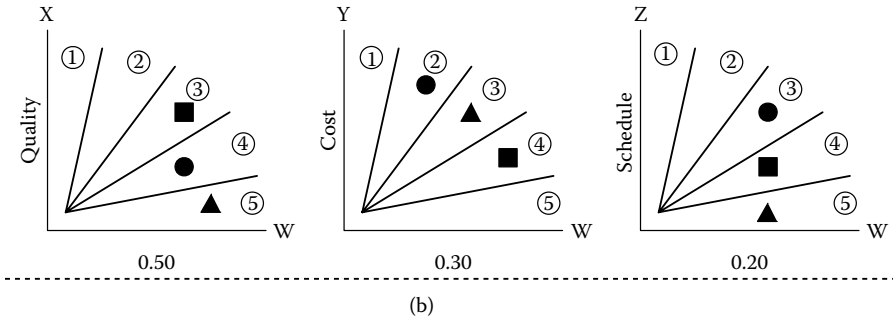 X
Quality
①
②
③
④
⑤
W
0.50
Y
Cost
①
②
③
④
⑤
W
0.30
Z
Schedule
①
②
③
④
⑤
W
0.20
(b)